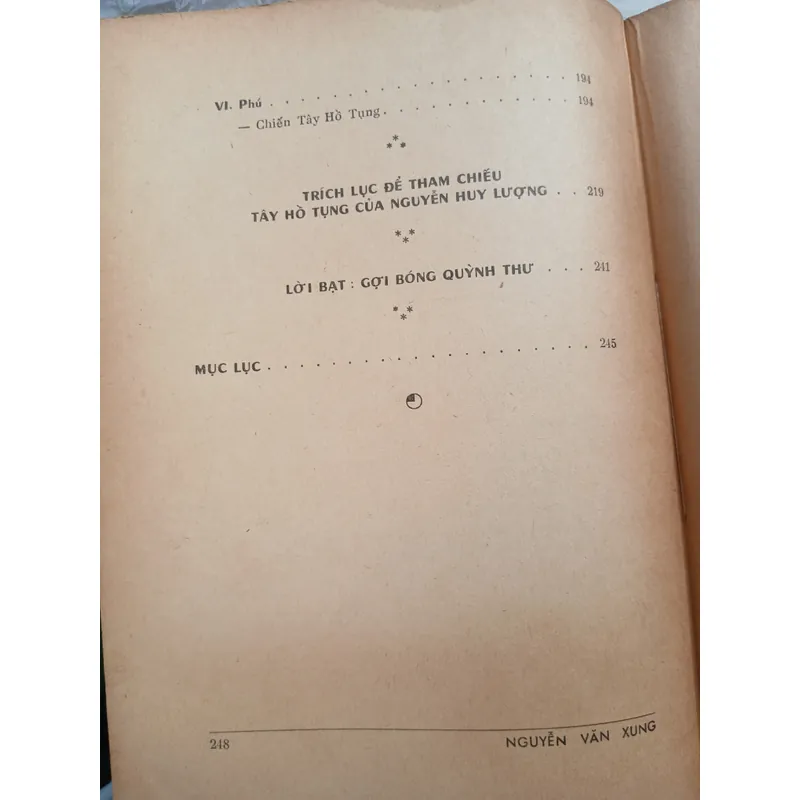 VI. Phú . . . . . . . . . . . . . . . . . . . 194
— Chiến Tây Hồ Tụng . . . . . . . . . . . . 194
* * *
TRÍCH LỤC ĐỂ THAM CHIẾU
TÂY HỒ TỤNG CỦA NGUYỄN HUY LƯỢNG . . 219
* * *
LỜI BẠT : GỢI BÓNG QUỲNH THƯ . . . 241
* * *
MỤC LỤC . . . . . . . . . . . . . . . . . . . . . 245
248 NGUYỄN VĂN XUNG